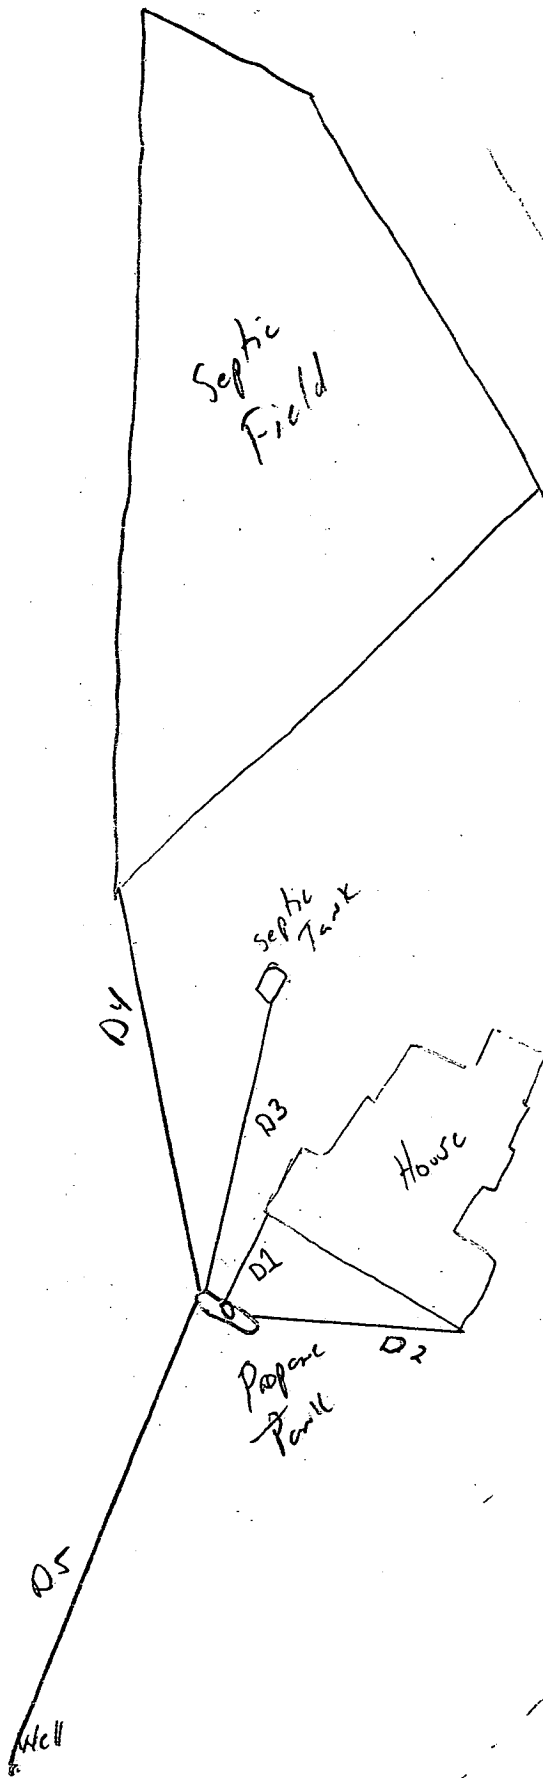 Septic
Field
septic
Tank
D4
D3
House
D1
D2
Propane
Tank
D5
Well